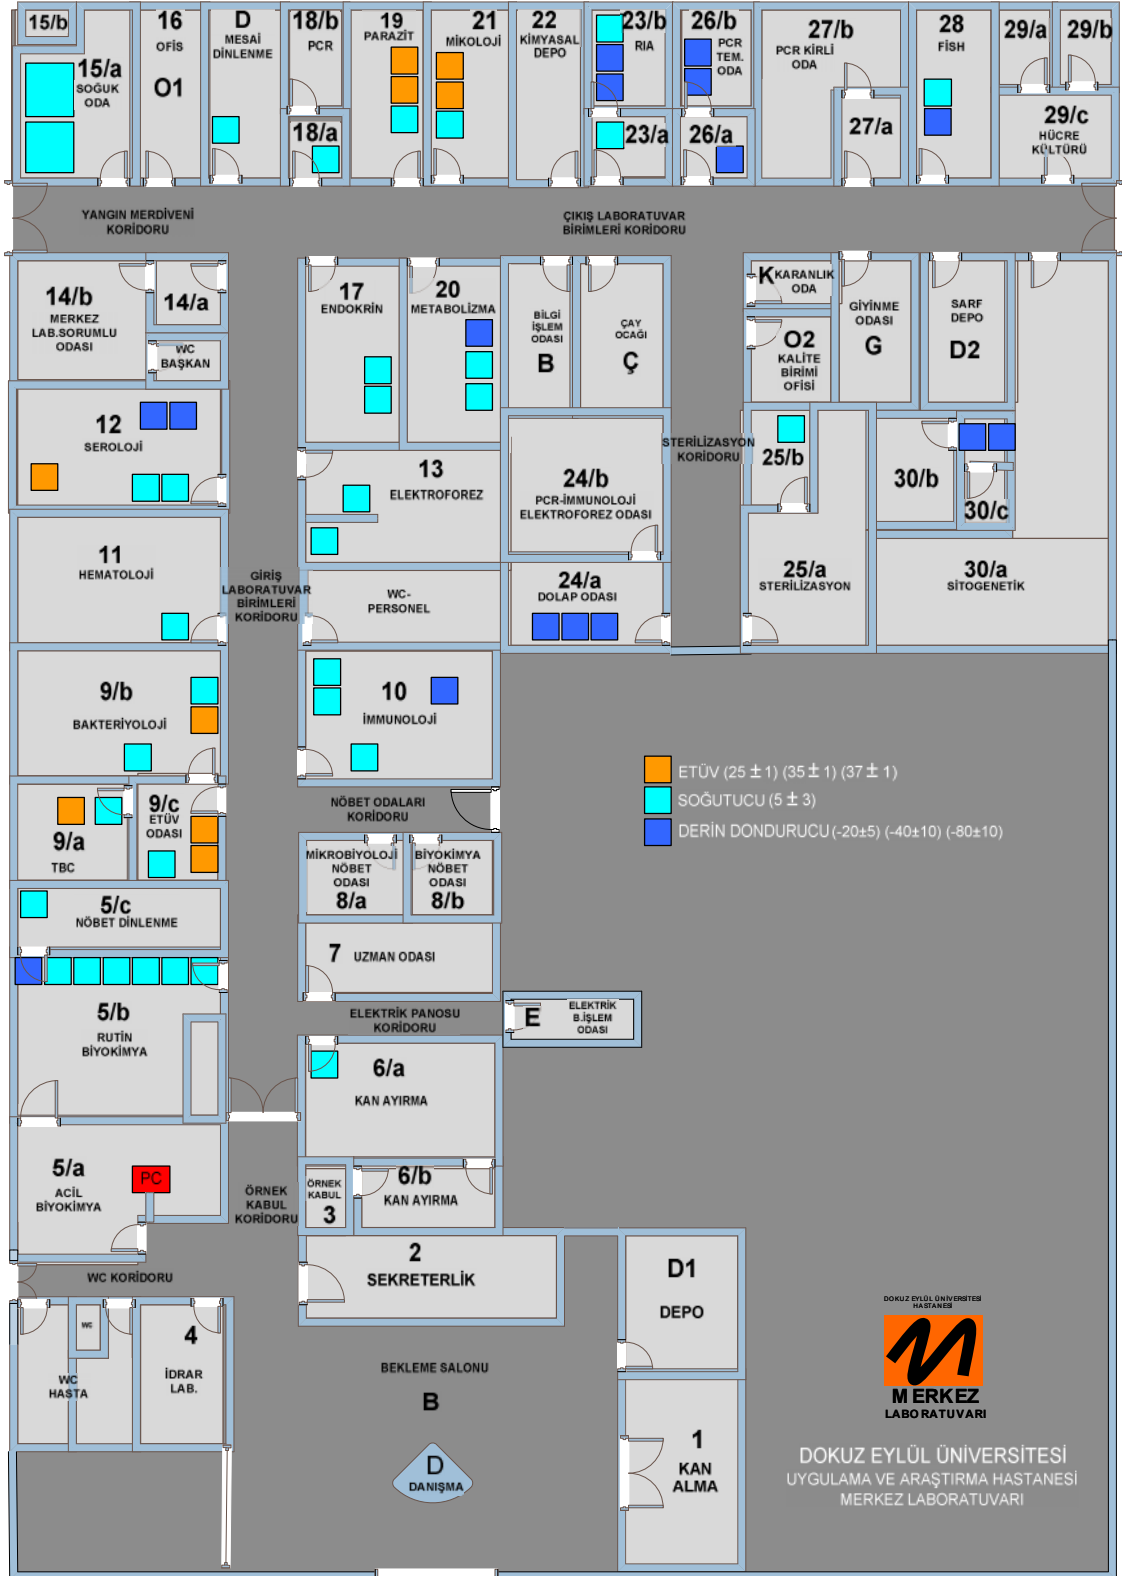 15/b
15/a
SOĞUK
ODA
16
OFİS
O1
D
MESAİ
DİNLENME
18/b
PCR
18/a
19
PARAZİT
21
MİKOLOJİ
22
KİMYASAL
DEPO
23/b
RIA
23/a
26/b
PCR
TEM.
ODA
26/a
27/b
PCR KİRLİ
ODA
27/a
28
FİSH
29/a
29/b
29/c
HÜCRE
KÜLTÜRÜ
YANGIN MERDİVENİ
KORİDORU
ÇIKIŞ LABORATUVAR
BİRİMLERİ KORİDORU
14/b
MERKEZ
LAB.SORUMLU
ODASI
14/a
WC
BAŞKAN
17
ENDOKRİN
20
METABOLİZMA
BİLGİ
İŞLEM
ODASI
B
ÇAY
OCAĞI
Ç
K KARANLIK
ODA
O2
KALİTE
BİRİMİ
OFİSİ
GİYİNME
ODASI
G
SARF
DEPO
D2
12
SEROLOJİ
13
ELEKTROFOREZ
24/b
PCR-İMMUNOLOJİ
ELEKTROFOREZ ODASI
STERİLİZASYON
KORİDORU
25/b
30/b
30/c
11
HEMATOLOJİ
GİRİŞ
LABORATUVAR
BİRİMLERİ
KORİDORU
WC-
PERSONEL
24/a
DOLAP ODASI
25/a
STERİLİZASYON
30/a
SİTOGENETİK
9/b
BAKTERİYOLOJİ
10
İMMUNOLOJİ
ETÜV (25 ± 1) (35 ± 1) (37 ± 1)
SOĞUTUCU (5 ± 3)
DERİN DONDURUCU (-20±5) (-40±10) (-80±10)
9/a
TBC
9/c
ETÜV
ODASI
NÖBET ODALARI
KORİDORU
MİKROBİYOLOJİ
NÖBET
ODASI
8/a
BİYOKİMYA
NÖBET
ODASI
8/b
5/c
NÖBET DİNLENME
7 UZMAN ODASI
5/b
RUTİN
BİYOKİMYA
ELEKTRİK PANOSU
KORİDORU
E
ELEKTRİK
B.İŞLEM
ODASI
6/a
KAN AYIRMA
5/a
ACİL
BİYOKİMYA
PC
ÖRNEK
KABUL
KORİDORU
ÖRNEK
KABUL
3
6/b
KAN AYIRMA
WC KORİDORU
2
SEKRETERLİK
D1
DEPO
WC
WC
HASTA
4
İDRAR
LAB.
BEKLEME SALONU
B
D
DANIŞMA
1
KAN
ALMA
DOKUZ EYLÜL ÜNİVERSİTESİ
HASTANESİ
MERKEZ
LABORATUVARI
DOKUZ EYLÜL ÜNİVERSİTESİ
UYGULAMA VE ARAŞTIRMA HASTANESİ
MERKEZ LABORATUVARI